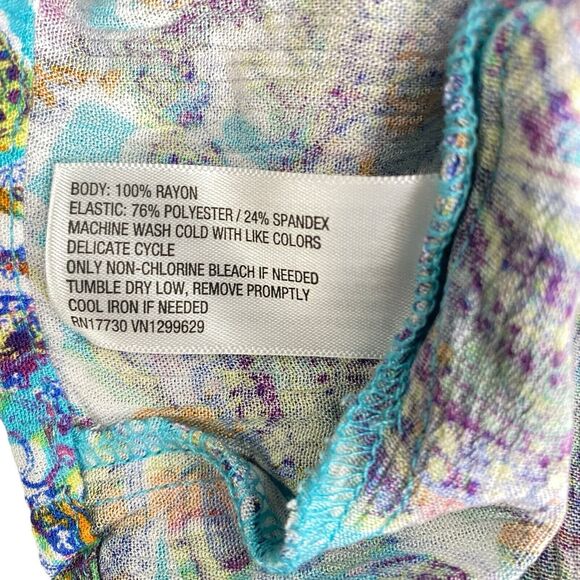 BODY: 100% RAYON
ELASTIC: 76% POLYESTER / 24% SPANDEX
MACHINE WASH COLD WITH LIKE COLORS
DELICATE CYCLE
ONLY NON-CHLORINE BLEACH IF NEEDED
TUMBLE DRY LOW, REMOVE PROMPTLY
COOL IRON IF NEEDED
RN17730 VN1299629